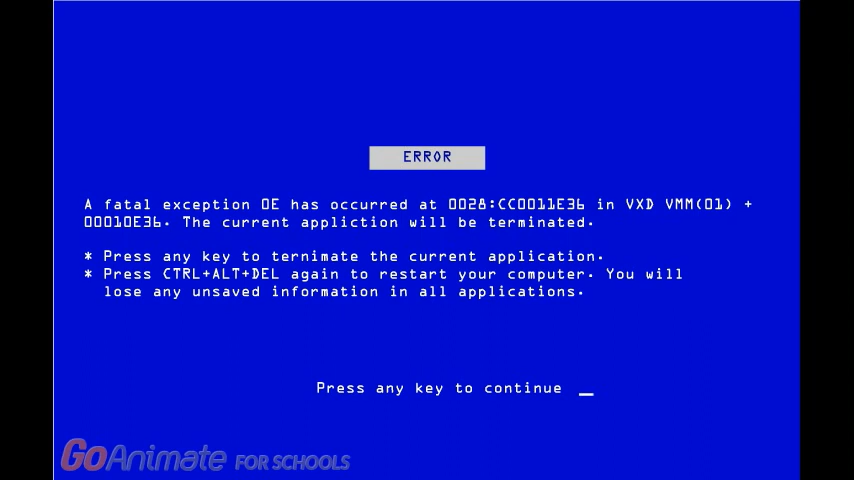 ERROR
A fatal exception 0E has occurred at 0028:CC0011E36 in VXD VMM(01) +
00010E36. The current appliction will be terminated.
* Press any key to ternimate the current application.
* Press CTRL+ALT+DEL again to restart your computer. You will
lose any unsaved information in all applications.
Press any key to continue _
GoAnimate FOR SCHOOLS